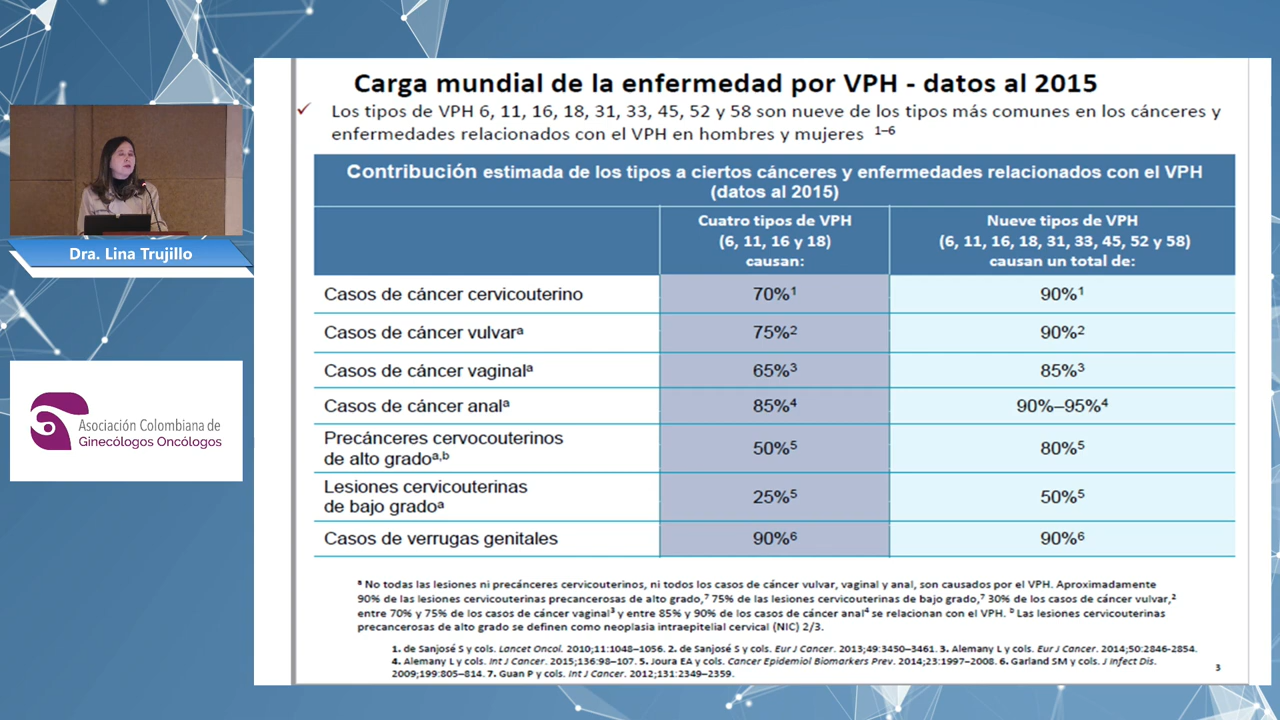 Carga mundial de la enfermedad por VPH - datos al 2015
✓ Los tipos de VPH 6, 11, 16, 18, 31, 33, 45, 52 y 58 son nueve de los tipos más comunes en los cánceres y
enfermedades relacionados con el VPH en hombres y mujeres 1–6
Contribución estimada de los tipos a ciertos cánceres y enfermedades relacionados con el VPH
(datos al 2015)
Cuatro tipos de VPH
(6, 11, 16 y 18)
causan:
Nueve tipos de VPH
(6, 11, 16, 18, 31, 33, 45, 52 y 58)
causan un total de:
Casos de cáncer cervicouterino 70%1 90%1
Casos de cáncer vulvara 75%2 90%2
Casos de cáncer vaginala 65%3 85%3
Casos de cáncer anala 85%4 90%–95%4
Precánceres cervocouterinos
de alto gradoa,b 50%5 80%5
Lesiones cervicouterinas
de bajo gradoa 25%5 50%5
Casos de verrugas genitales 90%6 90%6
a No todas las lesiones ni precánceres cervicouterinos, ni todos los casos de cáncer vulvar, vaginal y anal, son causados por el VPH. Aproximadamente
90% de las lesiones cervicouterinas precancerosas de alto grado,7 75% de las lesiones cervicouterinas de bajo grado,7 30% de los casos de cáncer vulvar,2
entre 70% y 75% de los casos de cáncer vaginal3 y entre 85% y 90% de los casos de cáncer anal4 se relacionan con el VPH. b Las lesiones cervicouterinas
precancerosas de alto grado se definen como neoplasia intraepitelial cervical (NIC) 2/3.
1. de Sanjosé S y cols. Lancet Oncol. 2010;11:1048–1056. 2. de Sanjosé S y cols. Eur J Cancer. 2013;49:3450–3461. 3. Alemany L y cols. Eur J Cancer. 2014;50:2846-2854.
4. Alemany L y cols. Int J Cancer. 2015;136:98–107. 5. Joura EA y cols. Cancer Epidemiol Biomarkers Prev. 2014;23:1997–2008. 6. Garland SM y cols. J Infect Dis.
2009;199:805–814. 7. Guan P y cols. Int J Cancer. 2012;131:2349–2359.
3
Dra. Lina Trujillo
Asociación Colombiana de
Ginecólogos Oncólogos